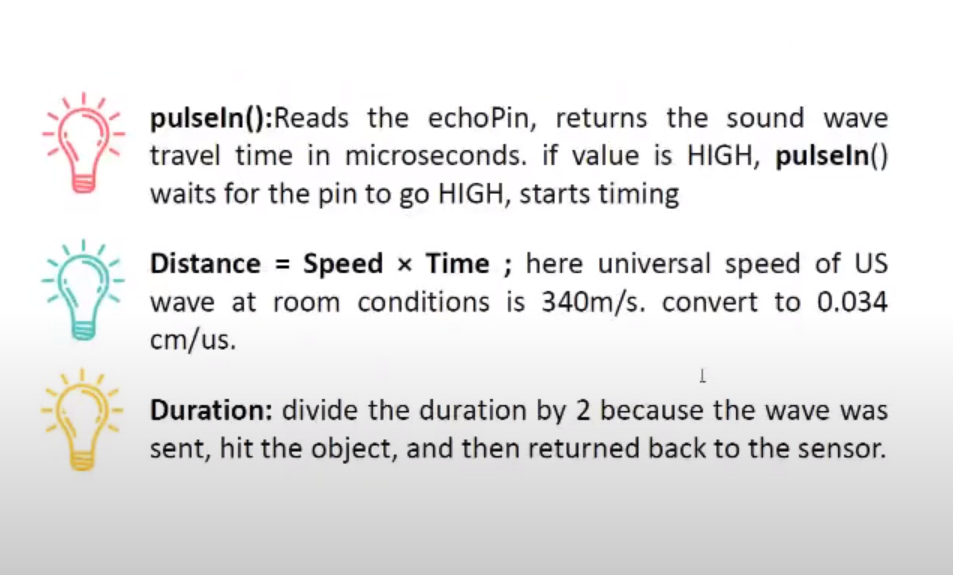 pulseIn():Reads the echoPin, returns the sound wave
travel time in microseconds. if value is HIGH, pulseIn()
waits for the pin to go HIGH, starts timing
Distance = Speed × Time ; here universal speed of US
wave at room conditions is 340m/s. convert to 0.034
cm/us.
Duration: divide the duration by 2 because the wave was
sent, hit the object, and then returned back to the sensor.